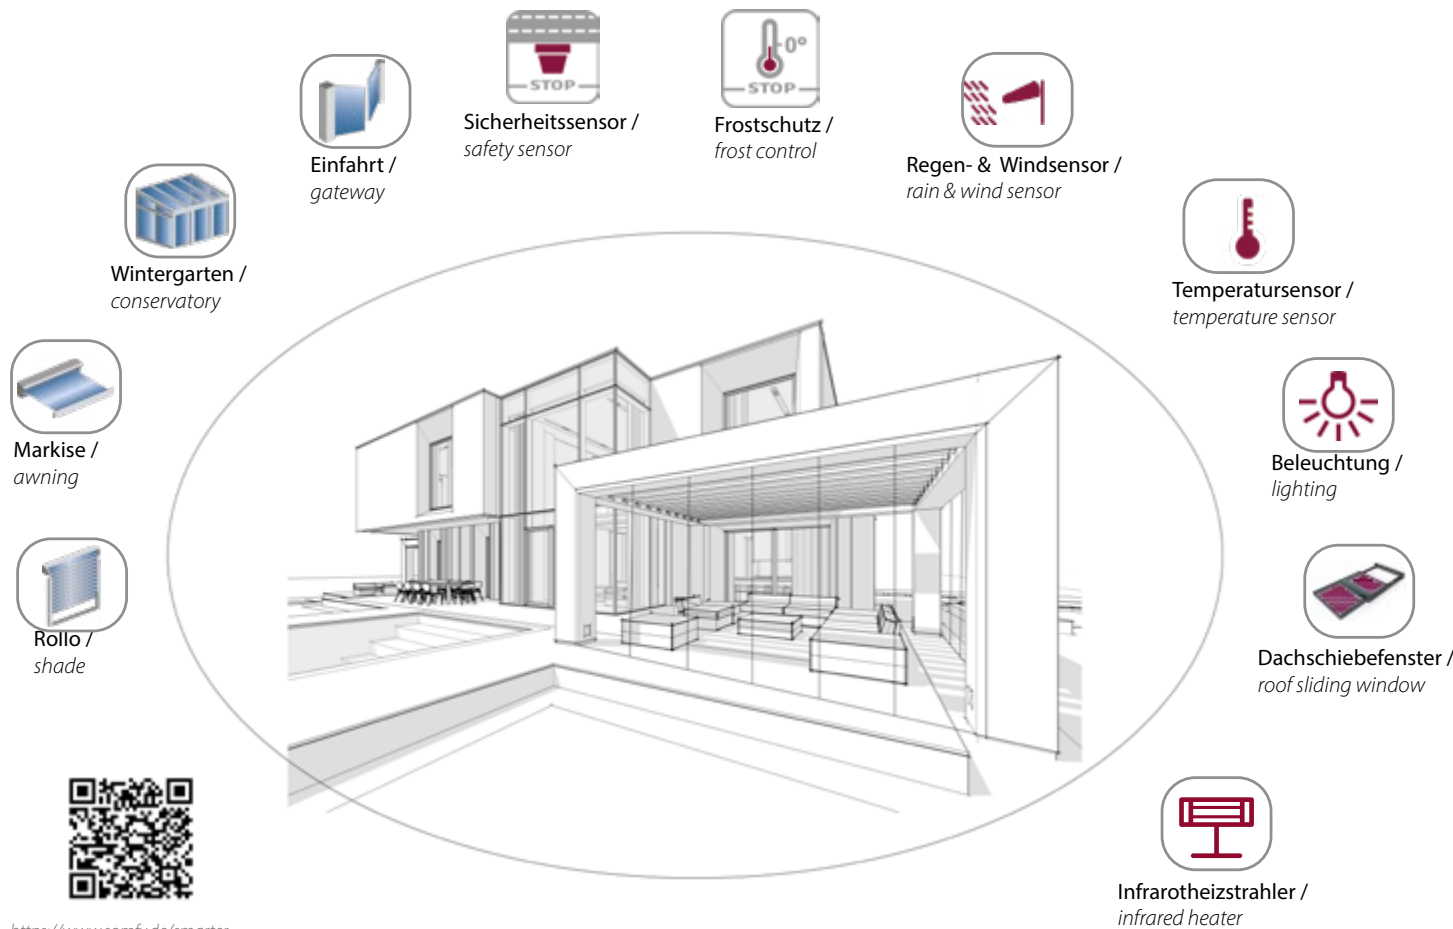 STOP
0°
STOP
Sicherheitssensor /
safety sensor
Frostschutz /
frost control
Einfahrt /
gateway
Regen- & Windsensor /
rain & wind sensor
Wintergarten /
conservatory
Temperatursensor /
temperature sensor
Markise /
awning
Beleuchtung /
lighting
Rollo /
shade
Dachschiebefenster /
roof sliding window
Infrarotheizstrahler /
infrared heater